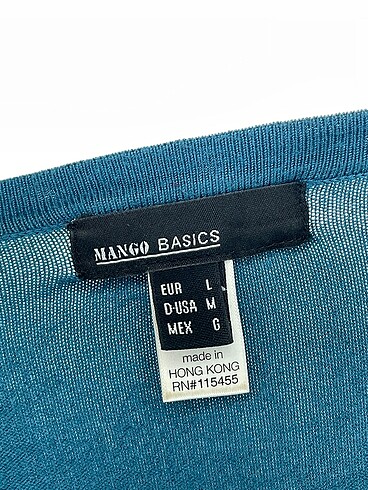 MANGO BASICS
EUR L
D·USA M
MEX G
made in
HONG KONG
RN#115455